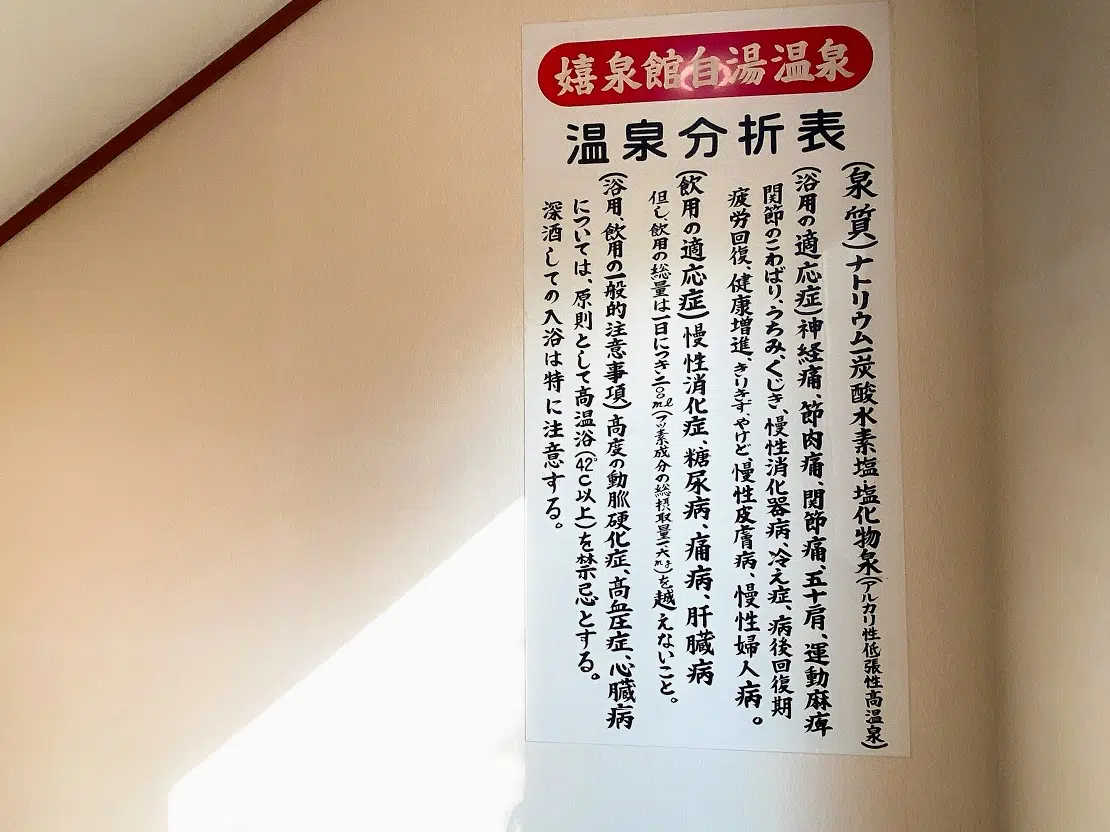 嬉泉館自湯温泉
温泉分折表
(泉質)ナトリウム―炭酸水素塩・塩化物泉(アルカリ性低張性高温泉)
(浴用の適応症)神経痛、節肉痛、関節痛、五十肩、運動麻痺
関節のこわばり、うちみ、くじき、慢性消化器病、冷え症、病後回復期
疲労回復、健康増進、きりきず、やけど、慢性皮膚病、慢性婦人病。
(飲用の適応症)慢性消化症、糖尿病、痛病、肝臓病
但し、飲用の総量は一日につき二〇〇ml(フッ素成分の総摂取量一六mg)を越えないこと。
(浴用、飲用の一般的注意事項)高度の動脈硬化症、高血圧症、心臓病
については、原則として高温浴(42℃以上)を禁忌とする。
深酒しての入浴は特に注意する。